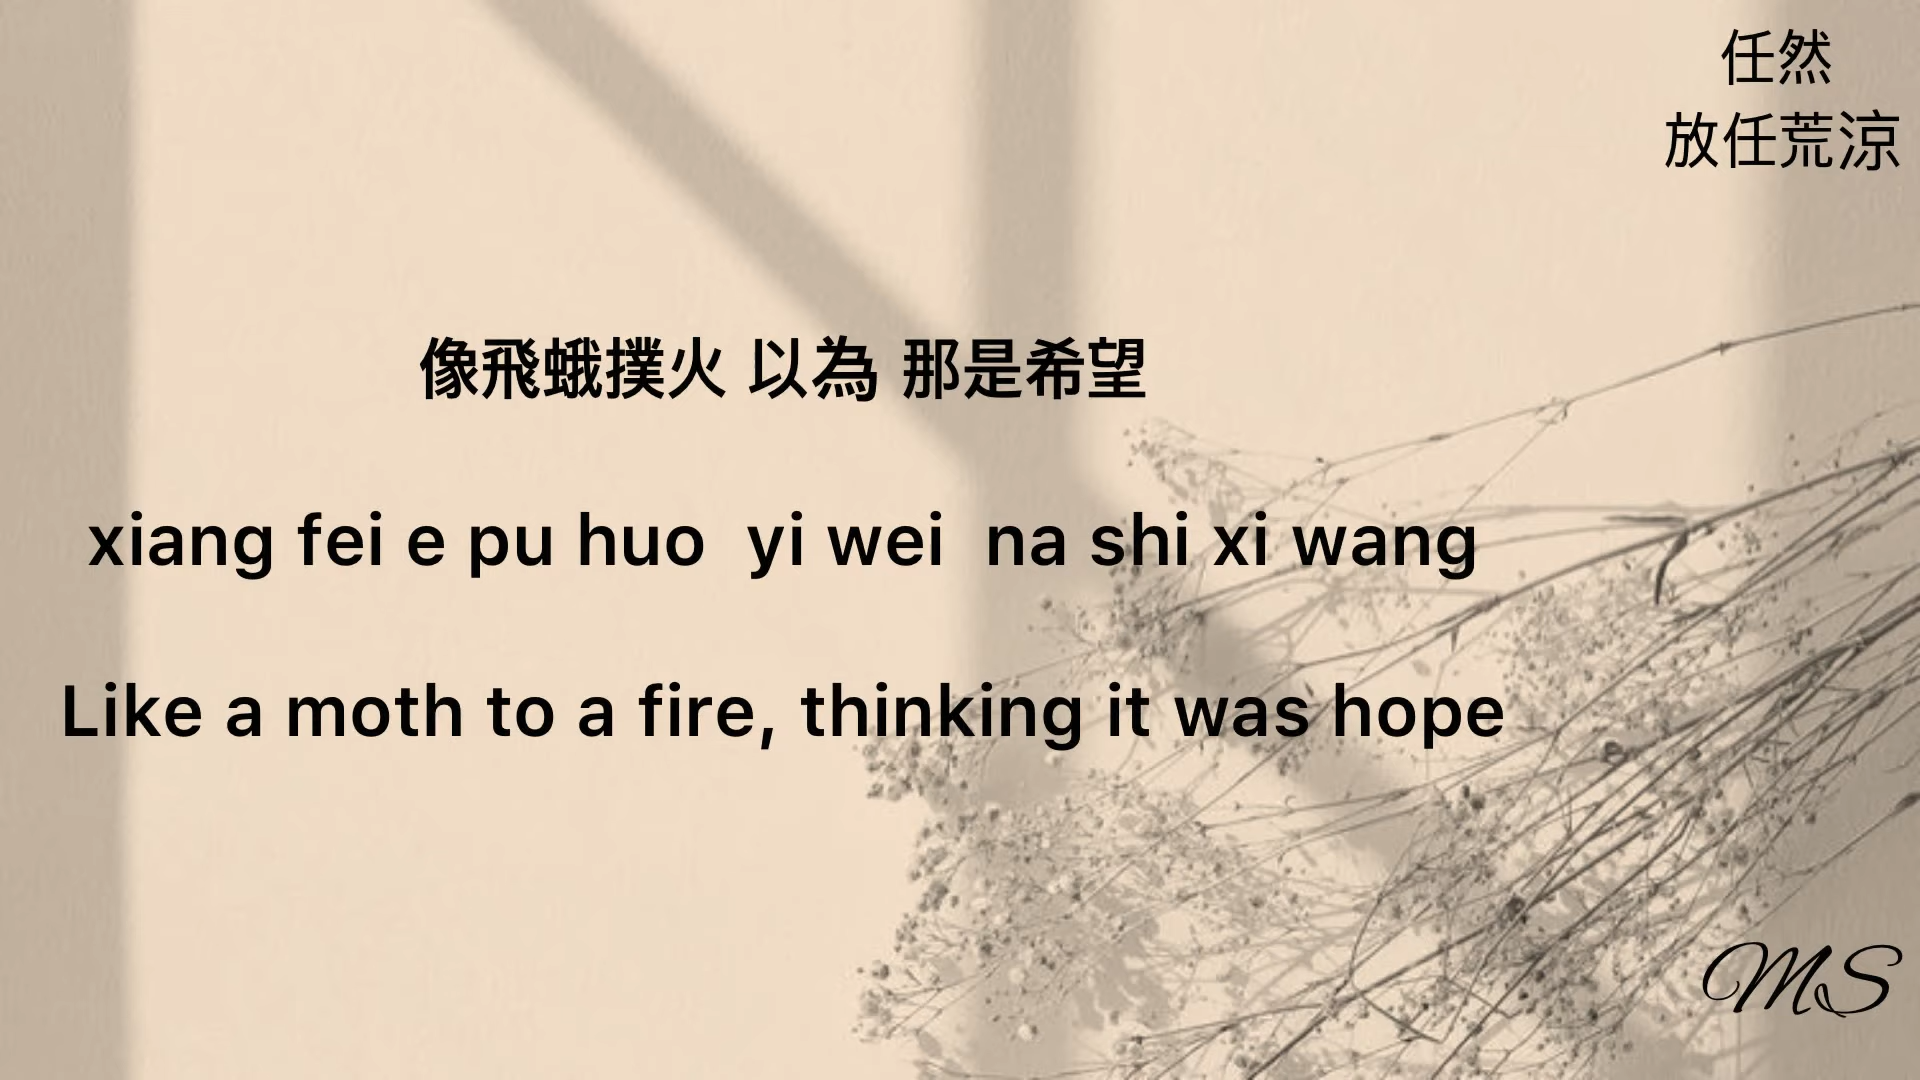 任然
放任荒涼
像飛蛾撲火 以為 那是希望
xiang fei e pu huo  yi wei  na shi xi wang
Like a moth to a fire, thinking it was hope
MS